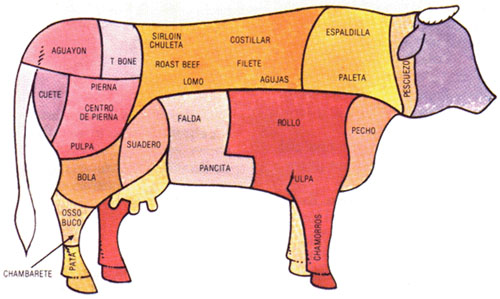 AGUAYON
T BONE
SIRLOIN
CHULETA
COSTILLAR
ROAST BEEF
FILETE
LOMO
AGUJAS
ESPALDILLA
PALETA
PESCUEZO
CUETE
PIERNA
CENTRO
DE PIERNA
PULPA
SUADERO
FALDA
PANCITA
ROLLO
PECHO
BOLA
OSSO
BUCO
ULPA
CHAMORROS
CHAMBARETE
PATA